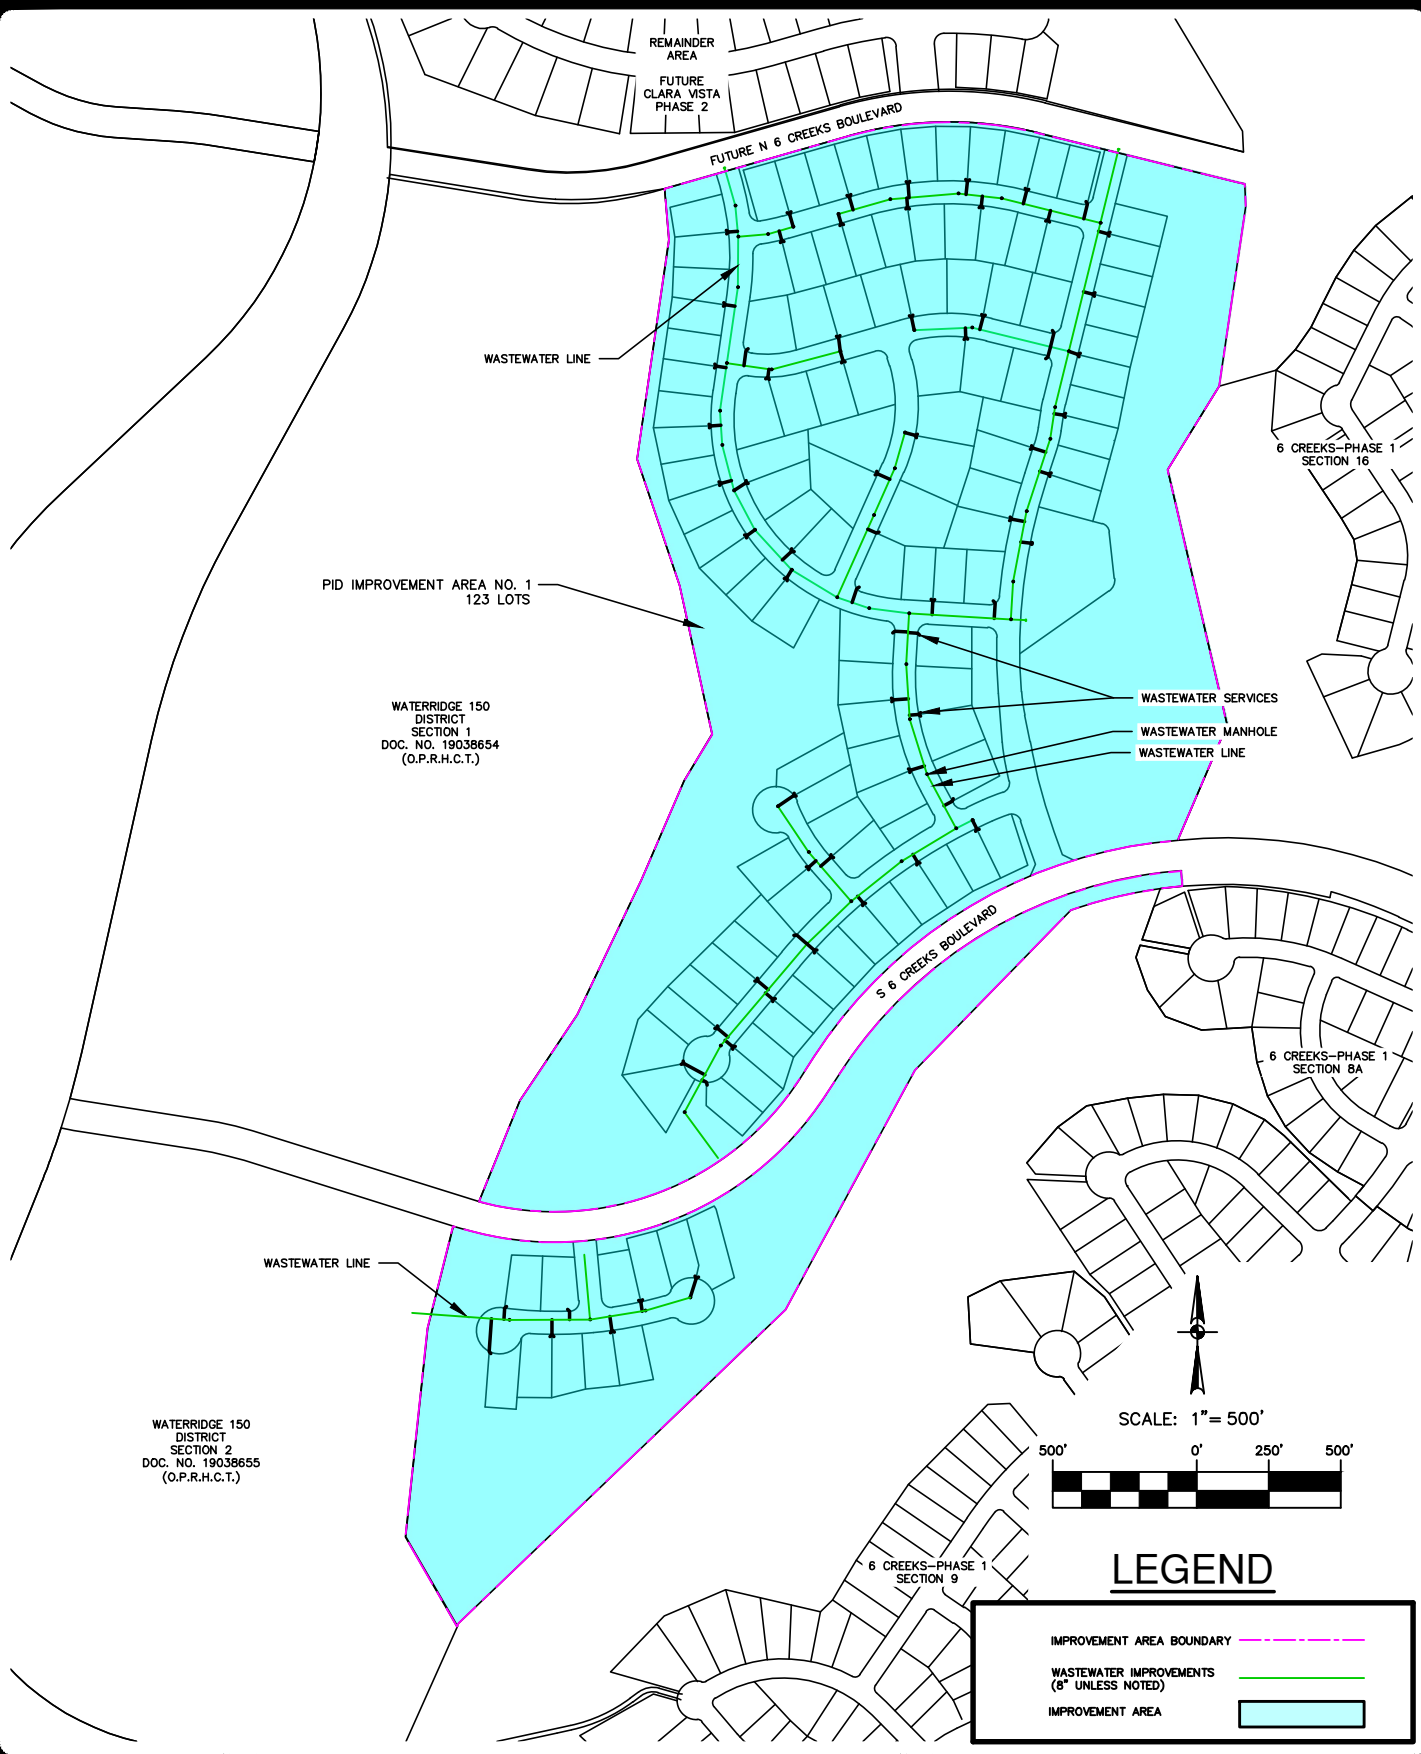 REMAINDER
AREA
FUTURE
CLARA VISTA
PHASE 2
FUTURE N 6 CREEKS BOULEVARD
WASTEWATER LINE
6 CREEKS-PHASE 1
SECTION 16
PID IMPROVEMENT AREA NO. 1
123 LOTS
WATERRIDGE 150
DISTRICT
SECTION 1
DOC. NO. 19038654
(O.P.R.H.C.T.)
WASTEWATER SERVICES
WASTEWATER MANHOLE
WASTEWATER LINE
S 6 CREEKS BOULEVARD
6 CREEKS-PHASE 1
SECTION 8A
WASTEWATER LINE
WATERRIDGE 150
DISTRICT
SECTION 2
DOC. NO. 19038655
(O.P.R.H.C.T.)
SCALE: 1"= 500'
500' 0' 250' 500'
6 CREEKS-PHASE 1
SECTION 9
LEGEND
IMPROVEMENT AREA BOUNDARY
WASTEWATER IMPROVEMENTS
(8" UNLESS NOTED)
IMPROVEMENT AREA